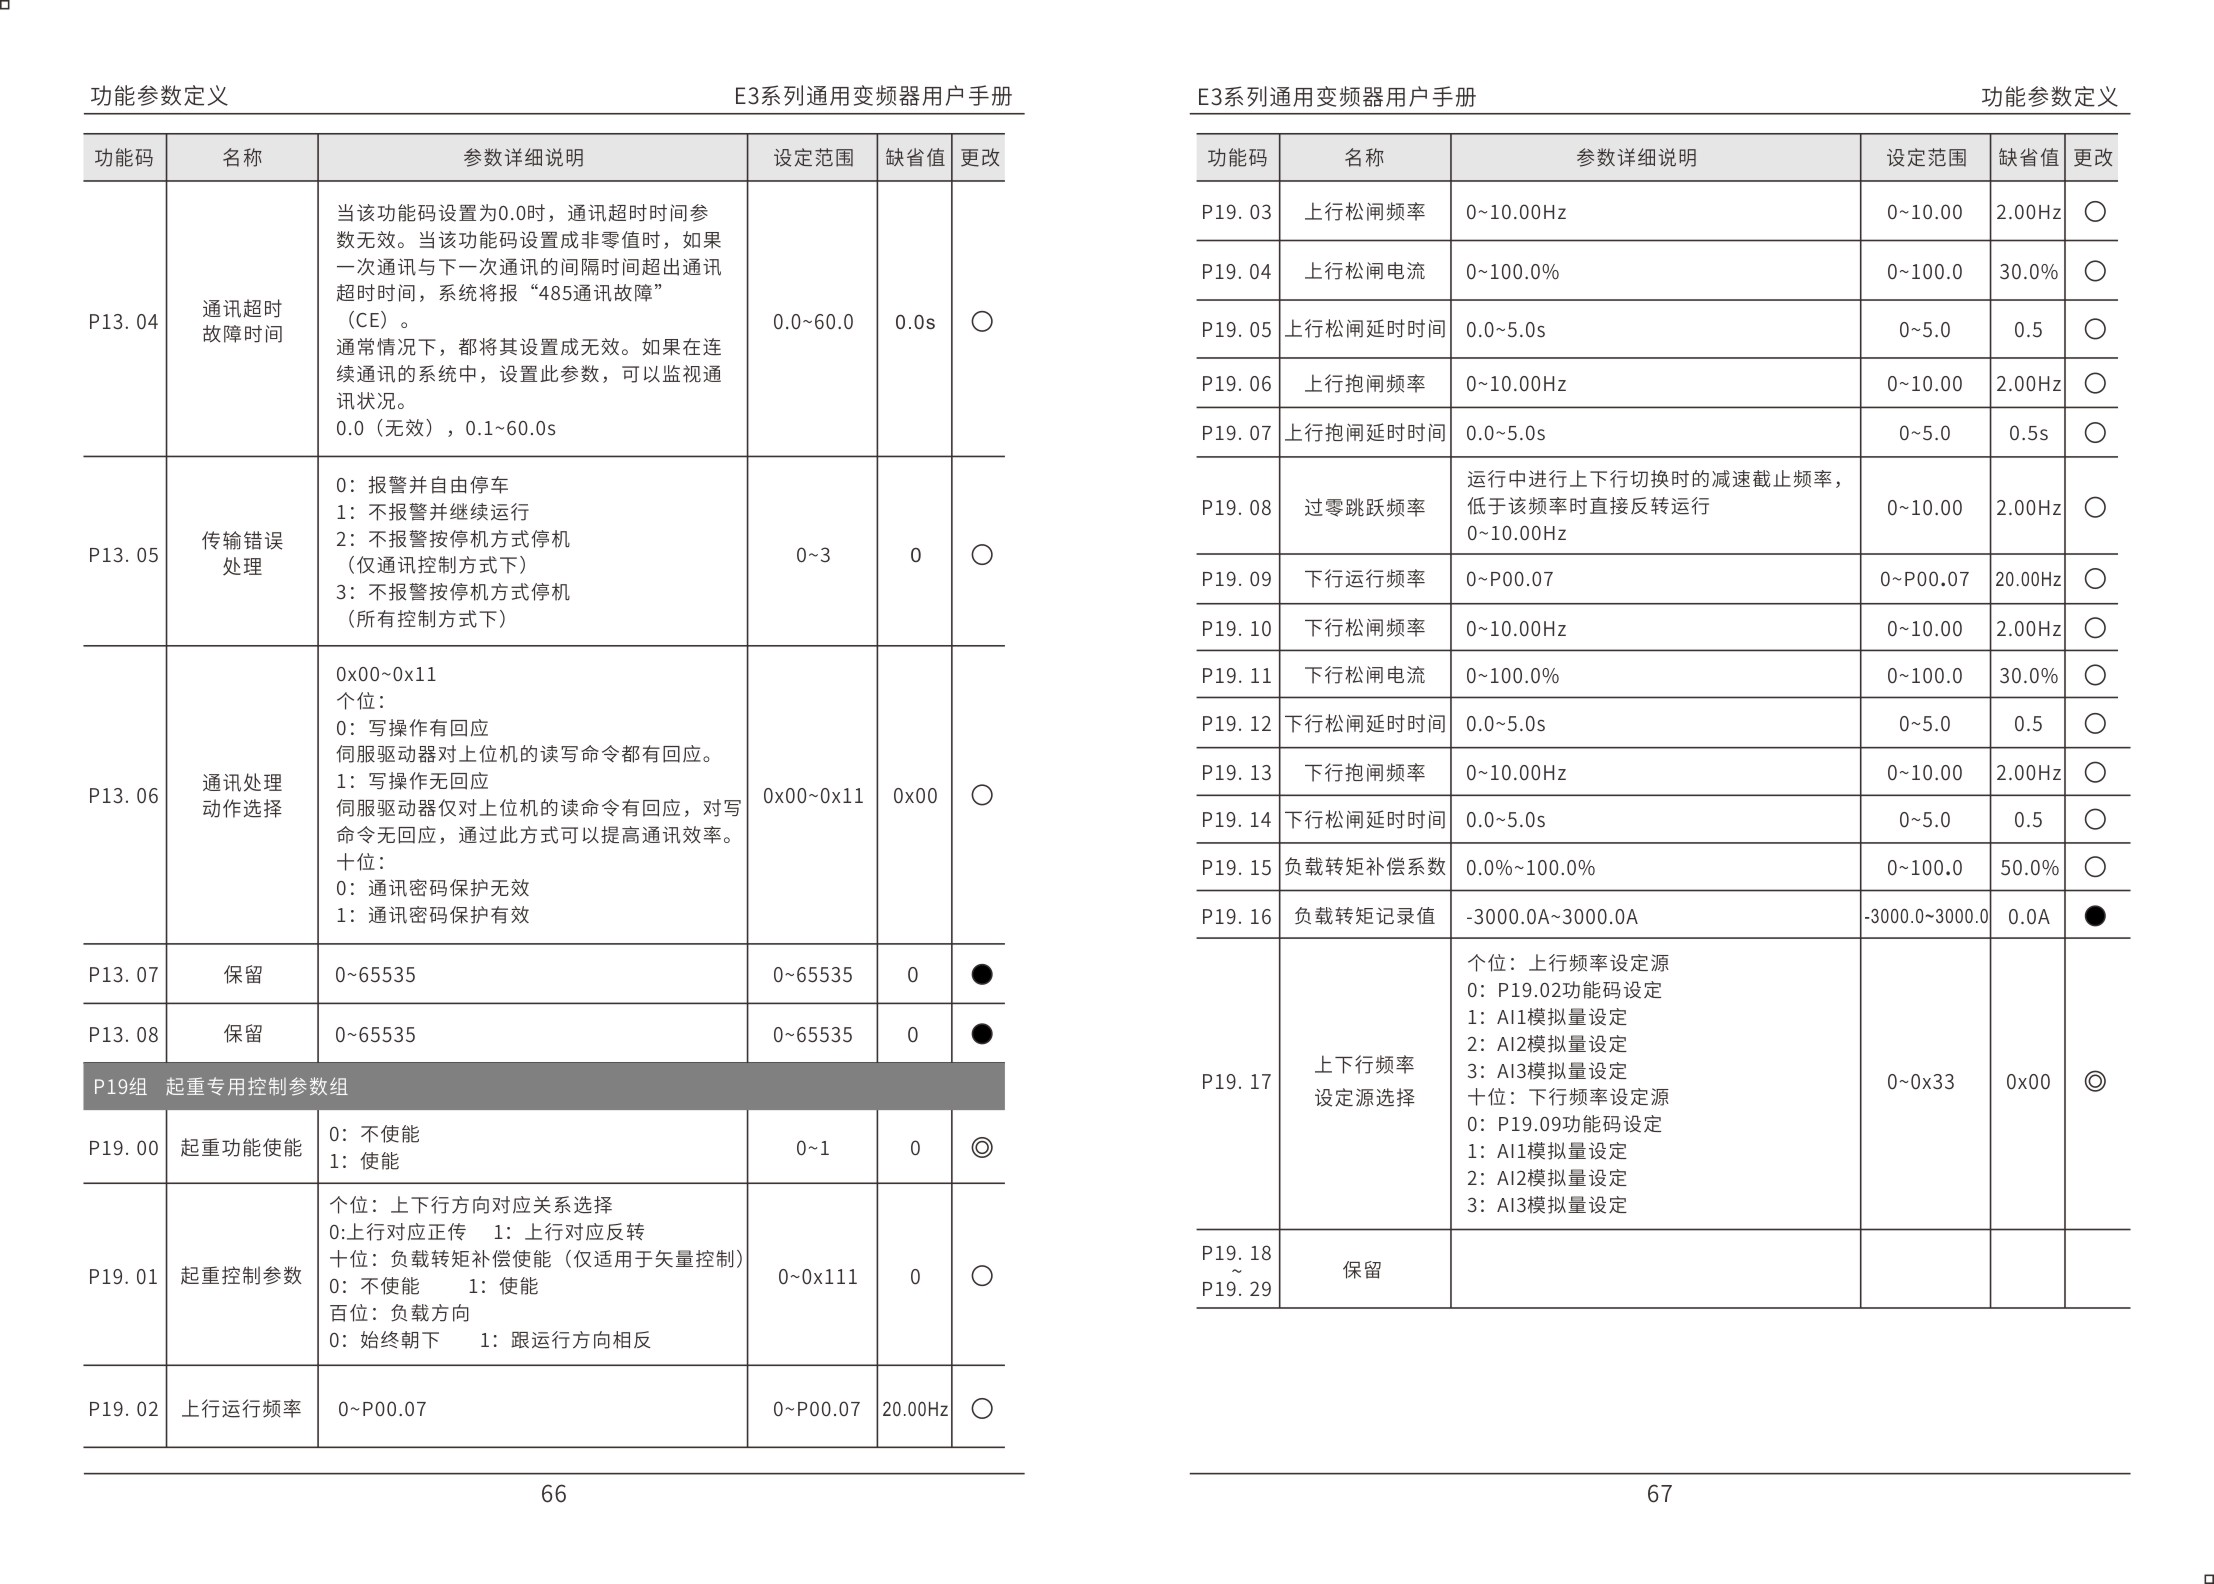 功能参数定义 E3系列通用变频器用户手册
功能码 名称 参数详细说明 设定范围 缺省值 更改
P13. 04 通讯超时
故障时间
当该功能码设置为0.0时，通讯超时时间参
数无效。当该功能码设置成非零值时，如果
一次通讯与下一次通讯的间隔时间超出通讯
超时时间，系统将报“485通讯故障”
（CE）。
通常情况下，都将其设置成无效。如果在连
续通讯的系统中，设置此参数，可以监视通
讯状况。
0.0（无效），0.1~60.0s
0.0~60.0 0.0s ○
P13. 05 传输错误
处理
0：报警并自由停车
1：不报警并继续运行
2：不报警按停机方式停机
（仅通讯控制方式下）
3：不报警按停机方式停机
（所有控制方式下）
0~3 0 ○
P13. 06 通讯处理
动作选择
0x00~0x11
个位：
0：写操作有回应
伺服驱动器对上位机的读写命令都有回应。
1：写操作无回应
伺服驱动器仅对上位机的读命令有回应，对写
命令无回应，通过此方式可以提高通讯效率。
十位：
0：通讯密码保护无效
1：通讯密码保护有效
0x00~0x11 0x00 ○
P13. 07 保留 0~65535 0~65535 0 ●
P13. 08 保留 0~65535 0~65535 0 ●
P19组 起重专用控制参数组
P19. 00 起重功能使能
0：不使能
1：使能
0~1 0 ◎
P19. 01 起重控制参数
个位：上下行方向对应关系选择
0:上行对应正传 1：上行对应反转
十位：负载转矩补偿使能（仅适用于矢量控制）
0：不使能 1：使能
百位：负载方向
0：始终朝下 1：跟运行方向相反
0~0x111 0 ○
P19. 02 上行运行频率 0~P00.07 0~P00.07 20.00Hz ○
66
E3系列通用变频器用户手册 功能参数定义
功能码 名称 参数详细说明 设定范围 缺省值 更改
P19. 03 上行松闸频率 0~10.00Hz 0~10.00 2.00Hz ○
P19. 04 上行松闸电流 0~100.0% 0~100.0 30.0% ○
P19. 05 上行松闸延时时间 0.0~5.0s 0~5.0 0.5 ○
P19. 06 上行抱闸频率 0~10.00Hz 0~10.00 2.00Hz ○
P19. 07 上行抱闸延时时间 0.0~5.0s 0~5.0 0.5s ○
P19. 08 过零跳跃频率
运行中进行上下行切换时的减速截止频率，
低于该频率时直接反转运行
0~10.00Hz
0~10.00 2.00Hz ○
P19. 09 下行运行频率 0~P00.07 0~P00.07 20.00Hz ○
P19. 10 下行松闸频率 0~10.00Hz 0~10.00 2.00Hz ○
P19. 11 下行松闸电流 0~100.0% 0~100.0 30.0% ○
P19. 12 下行松闸延时时间 0.0~5.0s 0~5.0 0.5 ○
P19. 13 下行抱闸频率 0~10.00Hz 0~10.00 2.00Hz ○
P19. 14 下行松闸延时时间 0.0~5.0s 0~5.0 0.5 ○
P19. 15 负载转矩补偿系数 0.0%~100.0% 0~100.0 50.0% ○
P19. 16 负载转矩记录值 -3000.0A~3000.0A -3000.0~3000.0 0.0A ●
P19. 17 上下行频率
设定源选择
个位：上行频率设定源
0：P19.02功能码设定
1：AI1模拟量设定
2：AI2模拟量设定
3：AI3模拟量设定
十位：下行频率设定源
0：P19.09功能码设定
1：AI1模拟量设定
2：AI2模拟量设定
3：AI3模拟量设定
0~0x33 0x00 ◎
P19. 18
~
P19. 29
保留
67